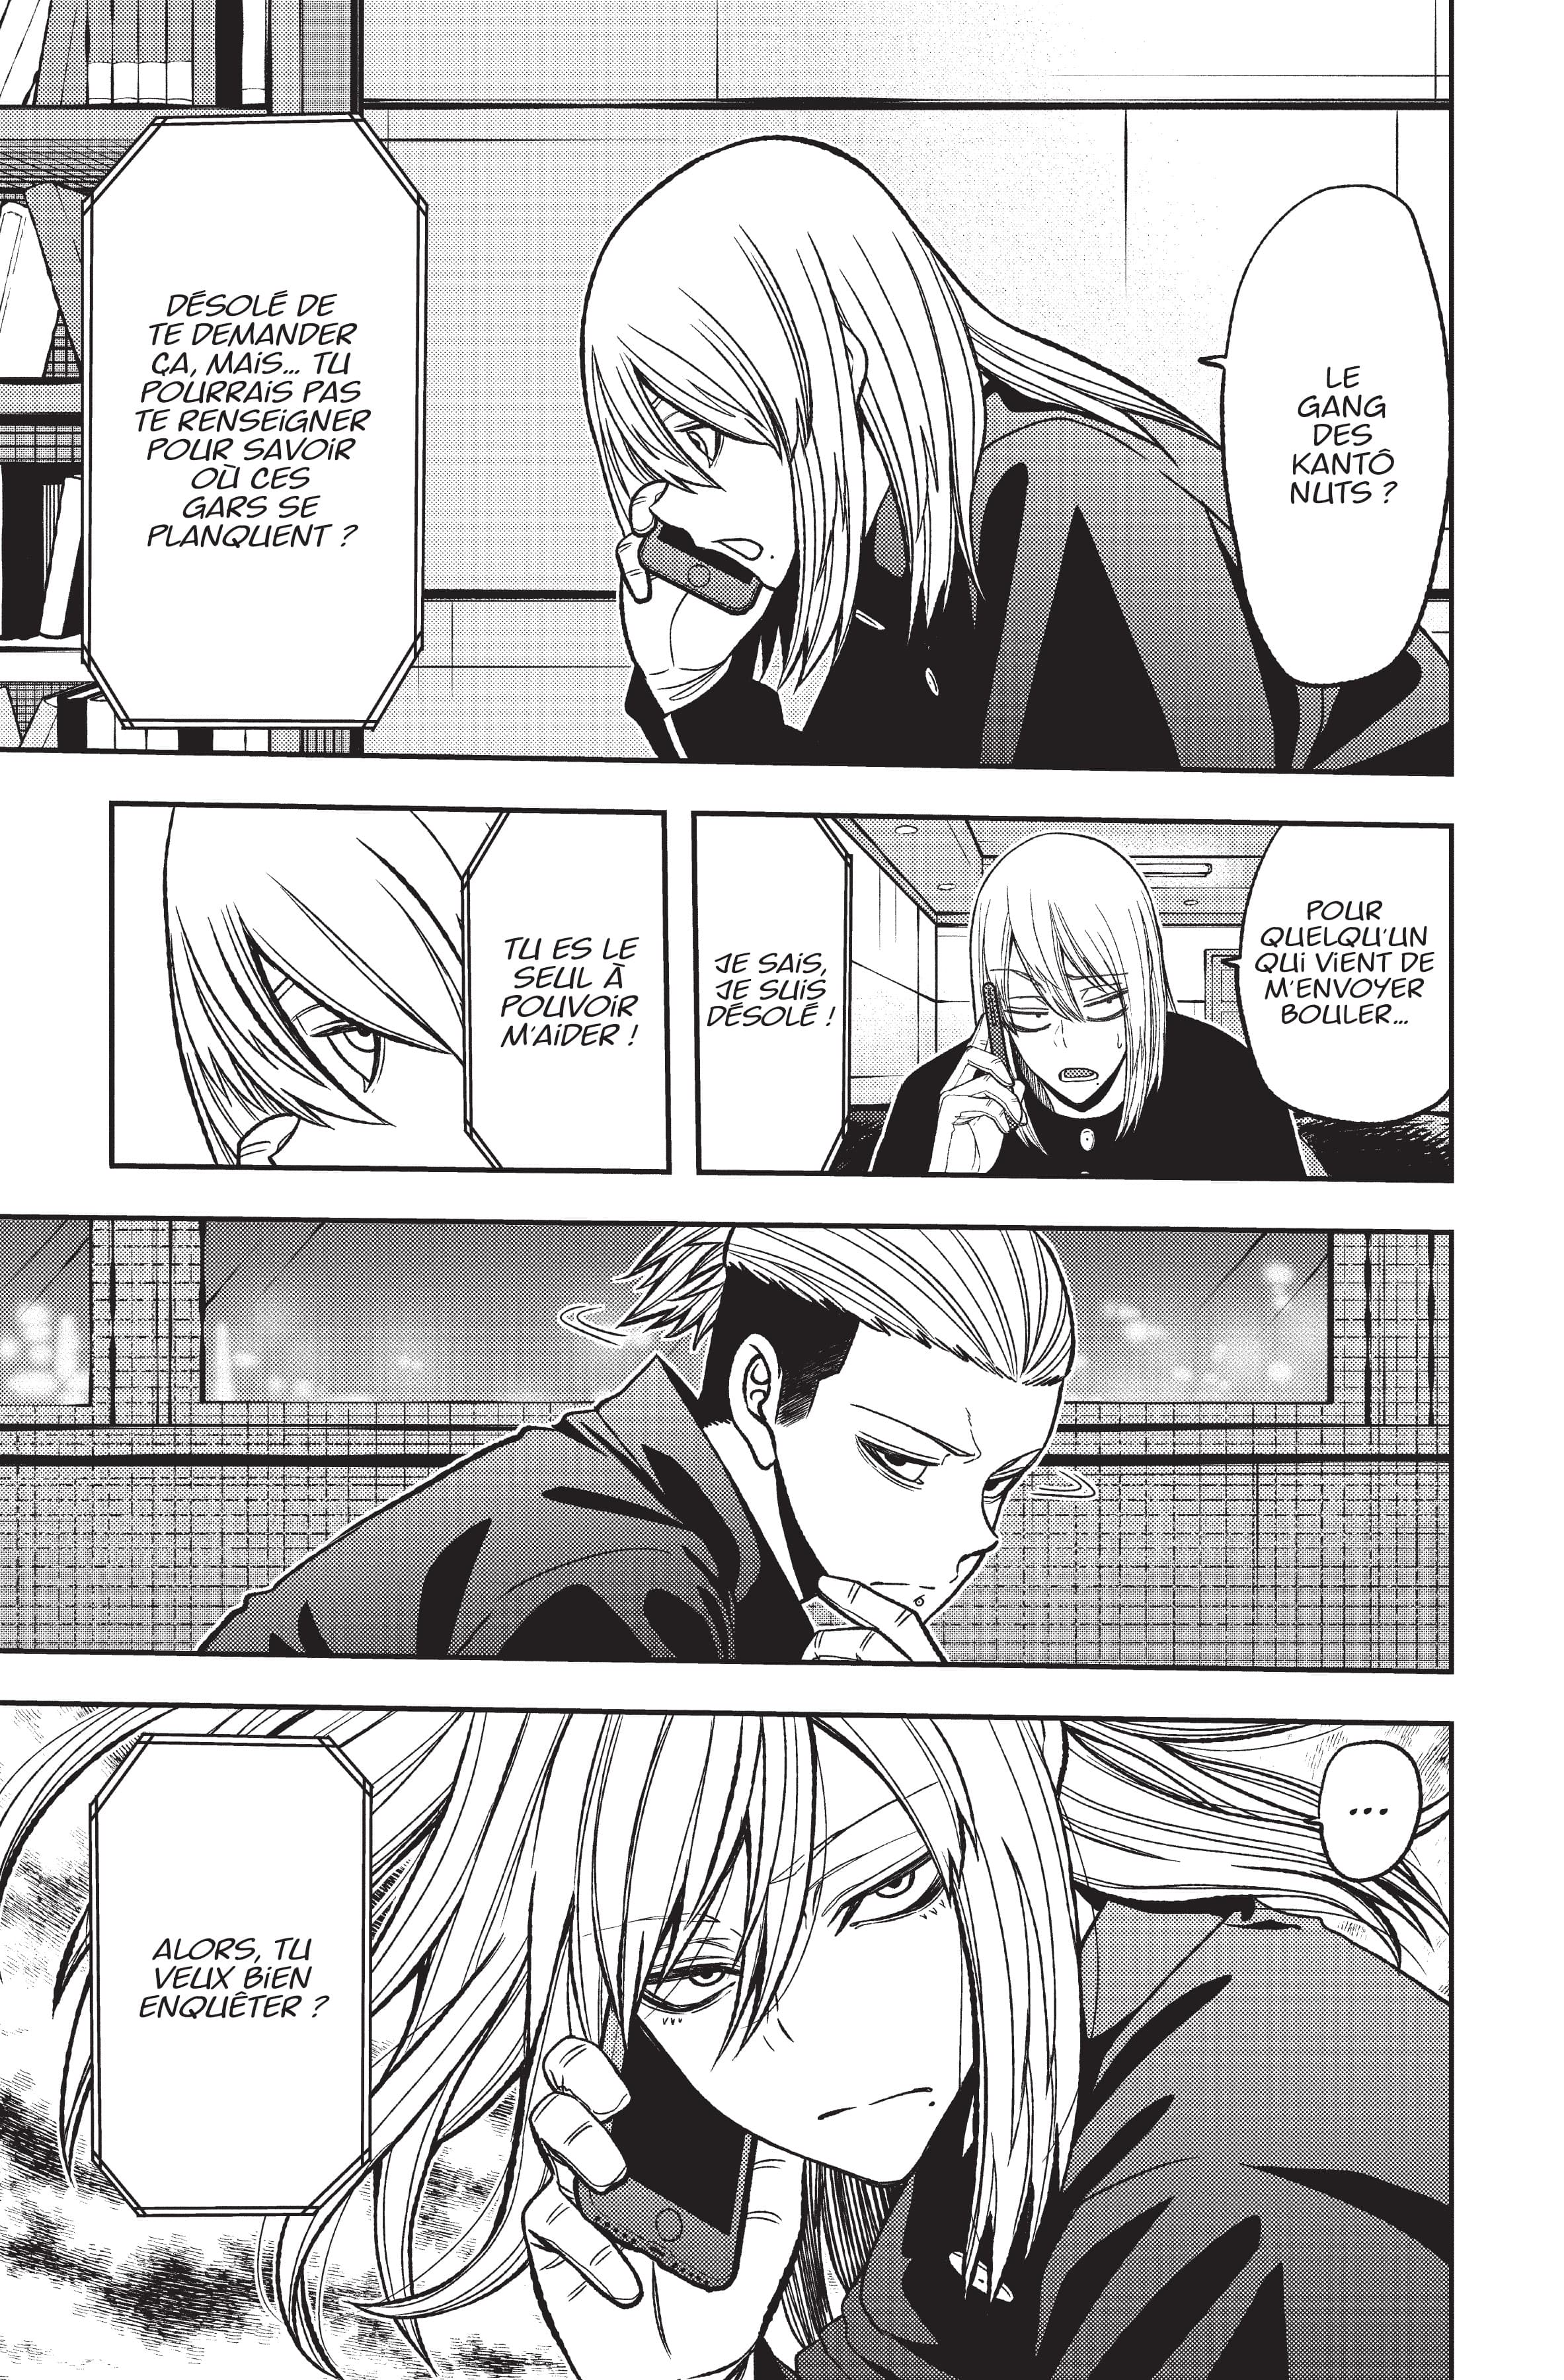 LE
GANG
DES
KANTÔ
NUTS ?
DÉSOLÉ DE
TE DEMANDER
ÇA, MAIS... TU
POURRAIS PAS
TE RENSEIGNER
POUR SAVOIR
OÙ CES
GARS SE
PLANQUENT ?
POUR
QUELQU'UN
QUI VIENT DE
M'ENVOYER
BOULER...
JE SAIS,
JE SUIS
DÉSOLÉ !
TU ES LE
SEUL À
POUVOIR
M'AIDER !
...
ALORS, TU
VEUX BIEN
ENQUÊTER ?